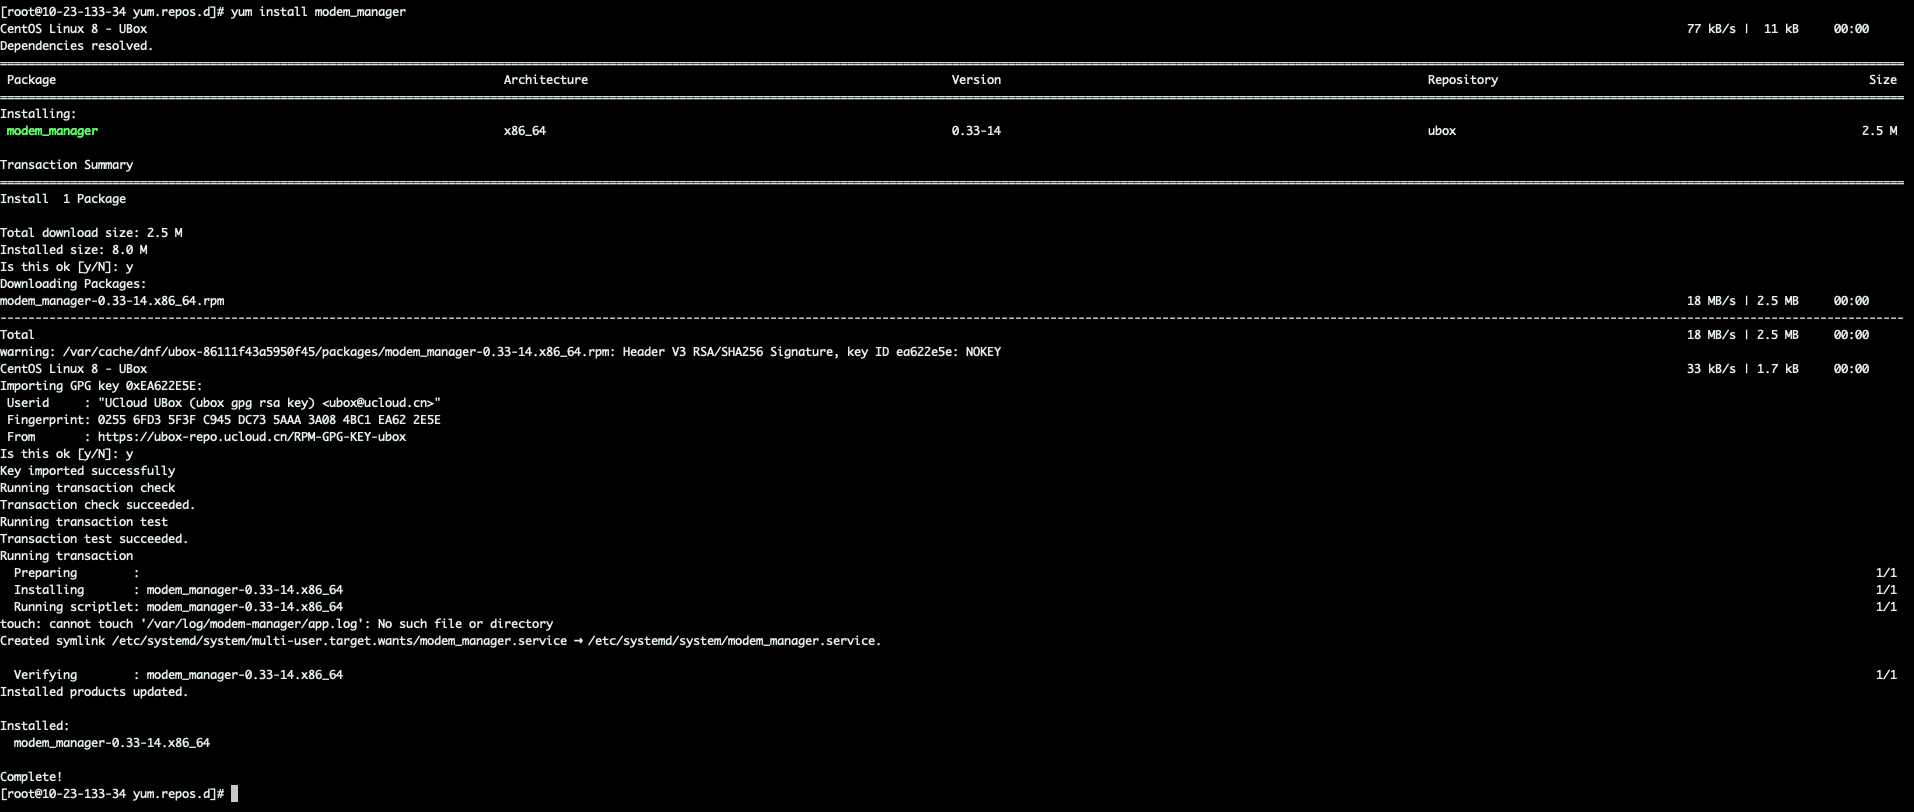 [root@10-23-133-34 yum.repos.d]# yum install modem_manager
CentOS Linux 8 - UBox 77 kB/s | 11 kB 00:00
Dependencies resolved.
Package Architecture Version Repository Size
Installing:
modem_manager x86_64 0.33-14 ubox 2.5 M
Transaction Summary
Install 1 Package
Total download size: 2.5 M
Installed size: 8.0 M
Is this ok [y/N]: y
Downloading Packages:
modem_manager-0.33-14.x86_64.rpm 18 MB/s | 2.5 MB 00:00
Total 18 MB/s | 2.5 MB 00:00
warning: /var/cache/dnf/ubox-86111f43a5950f45/packages/modem_manager-0.33-14.x86_64.rpm: Header V3 RSA/SHA256 Signature, key ID ea622e5e: NOKEY
CentOS Linux 8 - UBox 33 kB/s | 1.7 kB 00:00
Importing GPG key 0xEA622E5E:
Userid : "UCloud UBox (ubox gpg rsa key) <ubox@ucloud.cn>"
Fingerprint: 0255 6FD3 5F3F C945 DC73 5AAA 3A08 4BC1 EA62 2E5E
From : https://ubox-repo.ucloud.cn/RPM-GPG-KEY-ubox
Is this ok [y/N]: y
Key imported successfully
Running transaction check
Transaction check succeeded.
Running transaction test
Transaction test succeeded.
Running transaction
Preparing : 1/1
Installing : modem_manager-0.33-14.x86_64 1/1
Running scriptlet: modem_manager-0.33-14.x86_64 1/1
touch: cannot touch '/var/log/modem-manager/app.log': No such file or directory
Created symlink /etc/systemd/system/multi-user.target.wants/modem_manager.service → /etc/systemd/system/modem_manager.service.
Verifying : modem_manager-0.33-14.x86_64 1/1
Installed products updated.
Installed:
modem_manager-0.33-14.x86_64
Complete!
[root@10-23-133-34 yum.repos.d]#